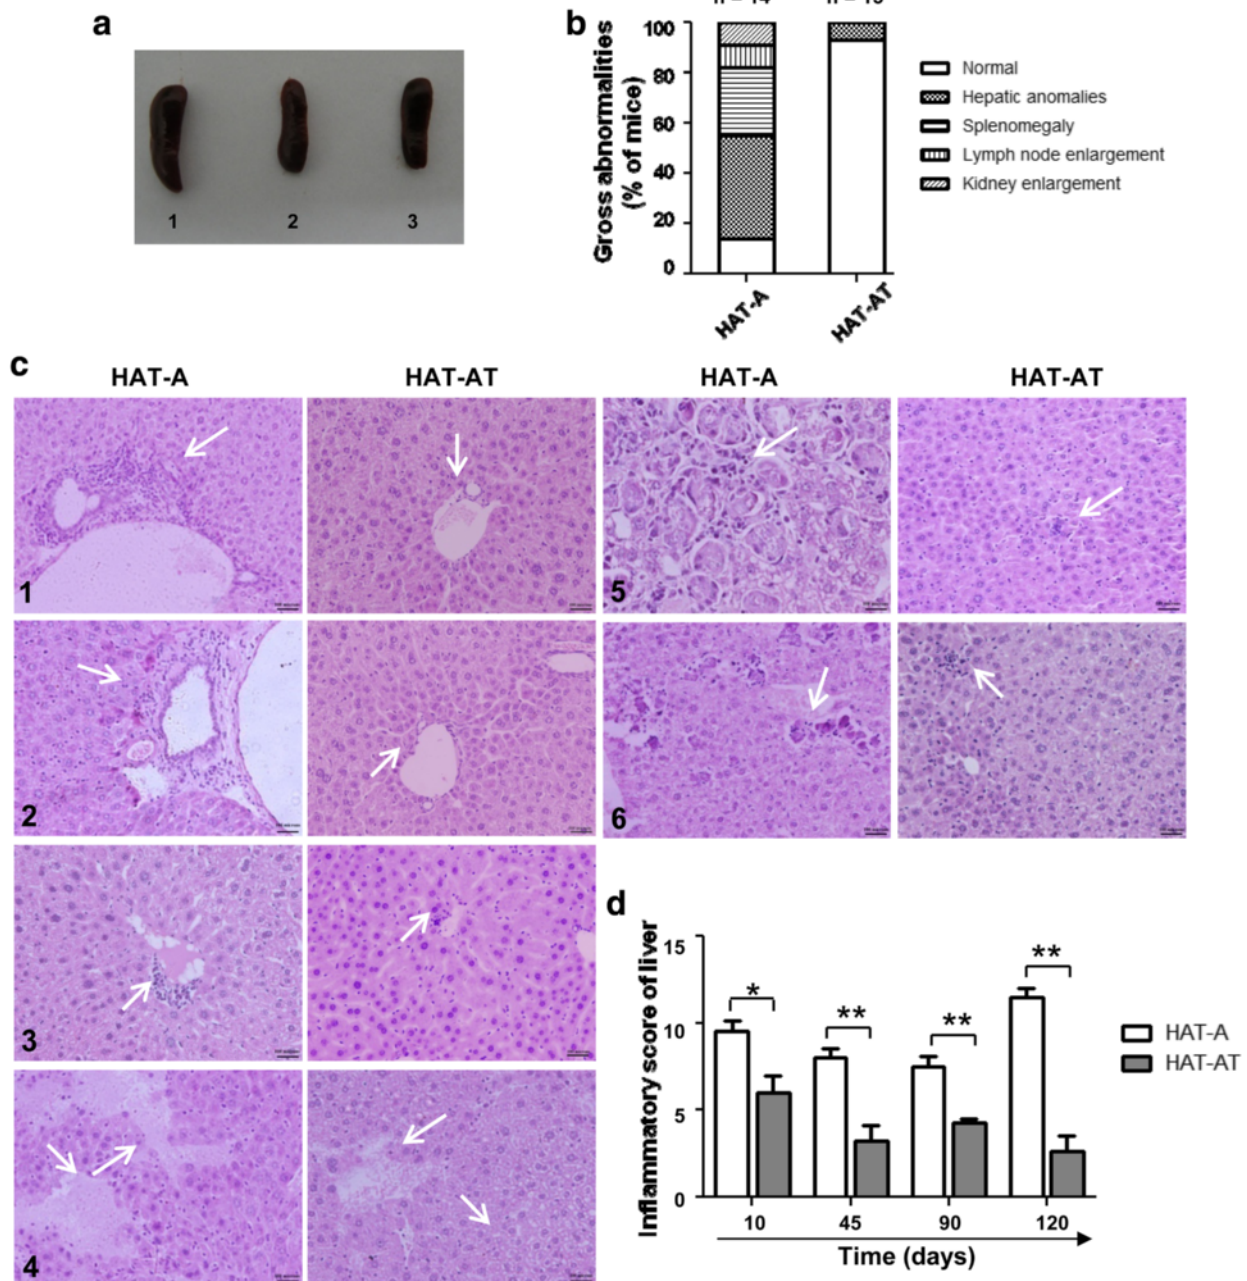 a
1
2
3
b
100
80
60
40
20
0
Gross abnormalities
(% of mice)
HAT-A
HAT-AT
Normal
Hepatic anomalies
Splenomegaly
Lymph node enlargement
Kidney enlargement
c
HAT-A
HAT-AT
HAT-A
HAT-AT
1
5
2
6
3
4
d
Inflammatory score of liver
15
10
5
0
*
**
**
**
10
45
90
120
Time (days)
HAT-A
HAT-AT